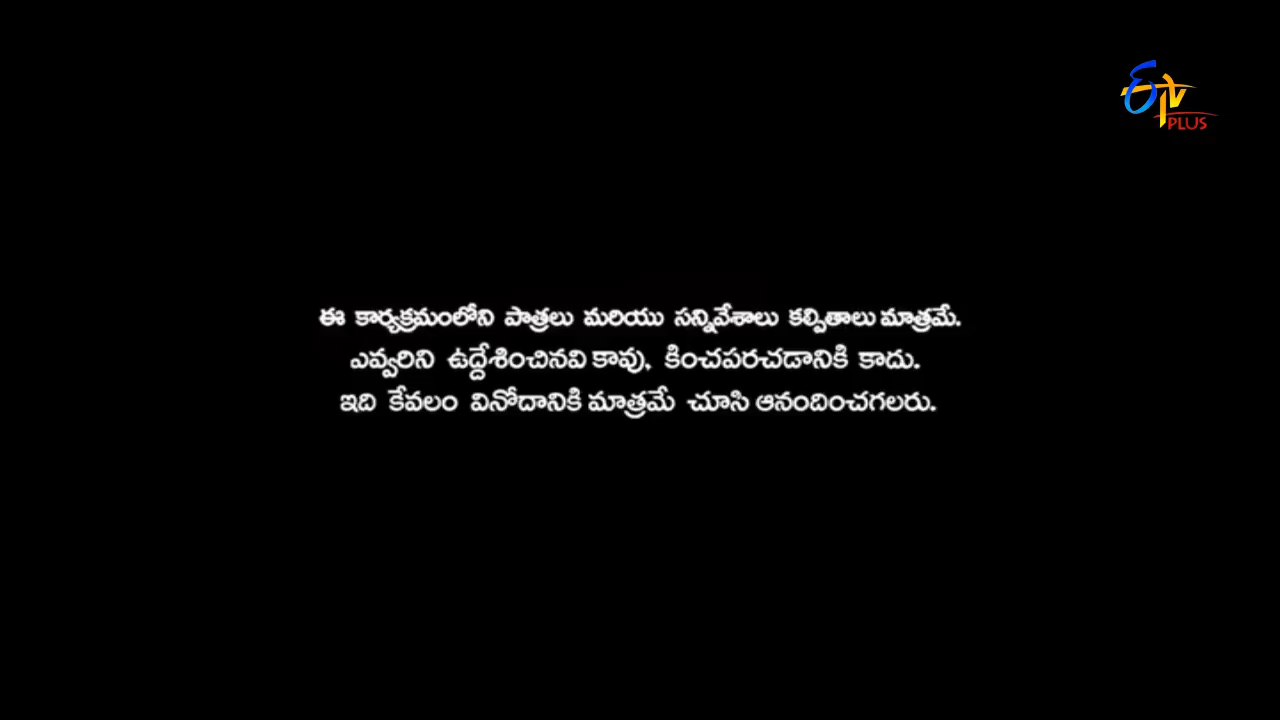 ETV
PLUS
ఈ కార్యక్రమంలోని పాత్రలు మరియు సన్నివేశాలు కల్పితాలు మాత్రమే.
ఎవ్వరిని ఉద్దేశించినవి కావు, కించపరచడానికి కాదు.
ఇది కేవలం వినోదానికి మాత్రమే చూసి ఆనందించగలరు.